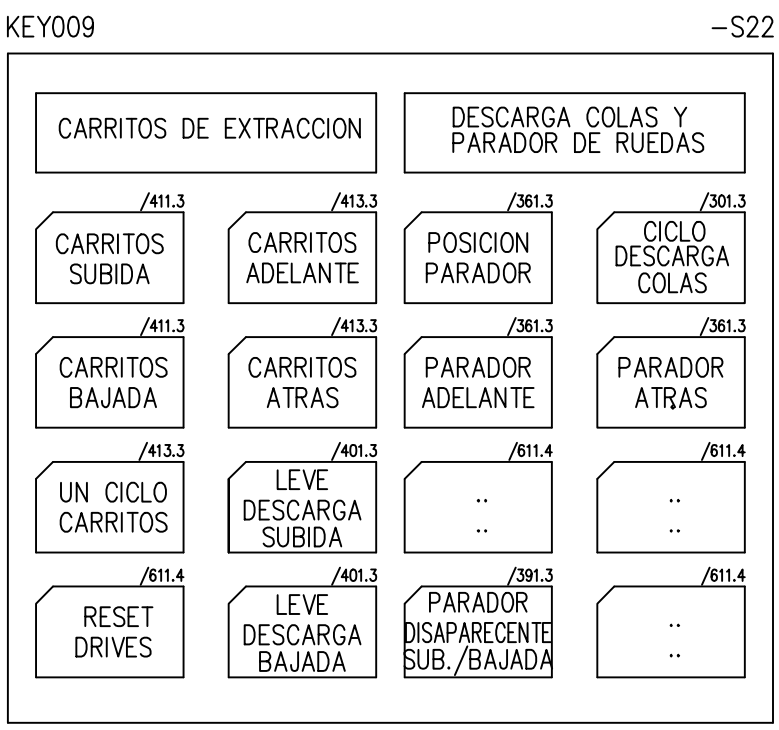 KEY009 -S22
CARRITOS DE EXTRACCION
DESCARGA COLAS Y
PARADOR DE RUEDAS
/411.3 /413.3 /361.3 /301.3
CARRITOS
SUBIDA
CARRITOS
ADELANTE
POSICION
PARADOR
CICLO
DESCARGA
COLAS
/411.3 /413.3 /361.3 /361.3
CARRITOS
BAJADA
CARRITOS
ATRAS
PARADOR
ADELANTE
PARADOR
ATRAS
/413.3 /401.3 /611.4 /611.4
UN CICLO
CARRITOS
LEVE
DESCARGA
SUBIDA
..
..
..
..
/611.4 /401.3 /391.3 /611.4
RESET
DRIVES
LEVE
DESCARGA
BAJADA
PARADOR
DISAPARECENTE
SUB./BAJADA
..
..